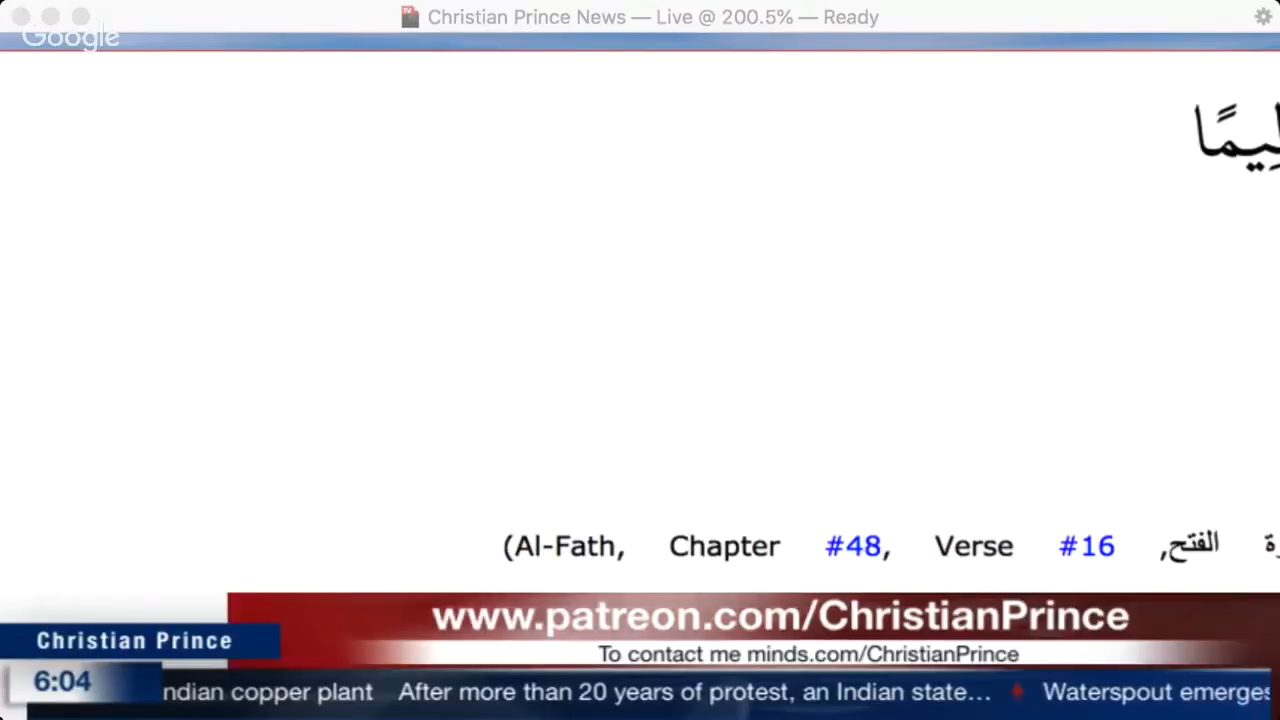 Christian Prince News — Live @ 200.5% — Ready
Google
(Al-Fath, Chapter #48, Verse #16 الفتح,
www.patreon.com/ChristianPrince
Christian Prince
To contact me minds.com/ChristianPrince
6:04
ndian copper plant After more than 20 years of protest, an Indian state... Waterspout emerges